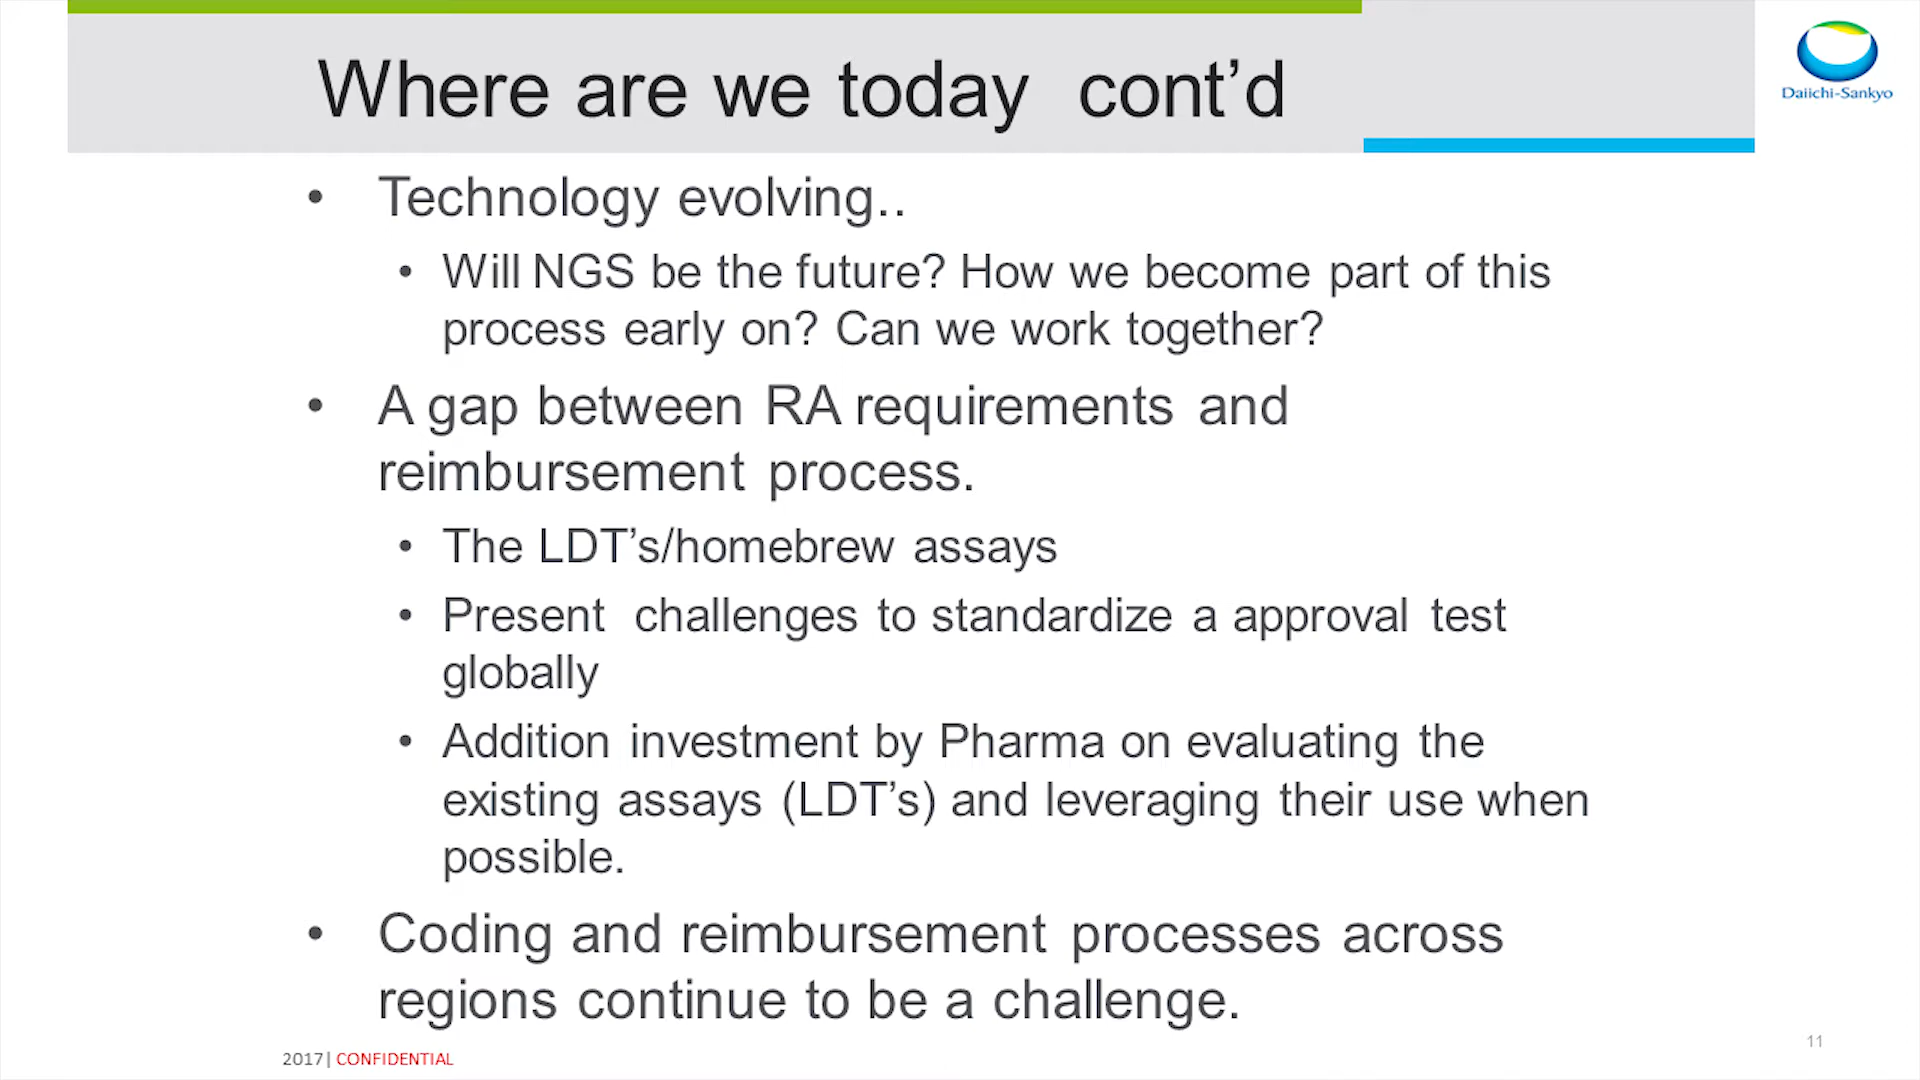 Where are we today cont’d
Daiichi-Sankyo
• Technology evolving..
• Will NGS be the future? How we become part of this
process early on? Can we work together?
• A gap between RA requirements and
reimbursement process.
• The LDT’s/homebrew assays
• Present challenges to standardize a approval test
globally
• Addition investment by Pharma on evaluating the
existing assays (LDT’s) and leveraging their use when
possible.
• Coding and reimbursement processes across
regions continue to be a challenge.
2017| CONFIDENTIAL
11